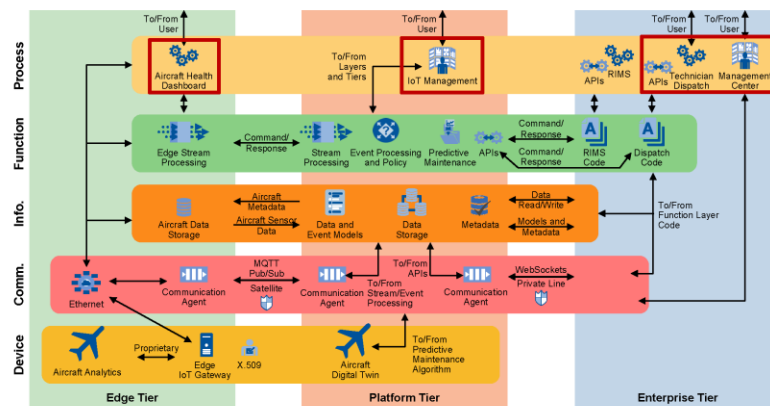 To/From
User
To/From
User
To/From
User
To/From
User
To/From
User
Process
Aircraft Health
Dashboard
To/From
Layers
and Tiers
IoT Management
APIs
RIMS
APIs
Technician
Dispatch
Management
Center
Function
Edge Stream
Processing
Command/
Response
Stream
Processing
Event Processing
and Policy
Predictive
Maintenance
APIs
Command/
Response
Command/
Response
RIMS
Code
Dispatch
Code
Info.
Aircraft Data
Storage
Aircraft
Metadata
Aircraft Sensor
Data
Data and
Event Models
Data
Storage
Metadata
Data
Read/Write
Models and
Metadata
To/From
Function Layer
Code
Comm.
Ethernet
Communication
Agent
MQTT
Pub/Sub
Satellite
Communication
Agent
To/From
Stream/Event
Processing
To/From
APIs
Communication
Agent
WebSockets
Private Line
Device
Aircraft Analytics
Proprietary
Edge
IoT Gateway
X.509
Aircraft
Digital Twin
To/From
Predictive
Maintenance
Algorithm
Edge Tier
Platform Tier
Enterprise Tier